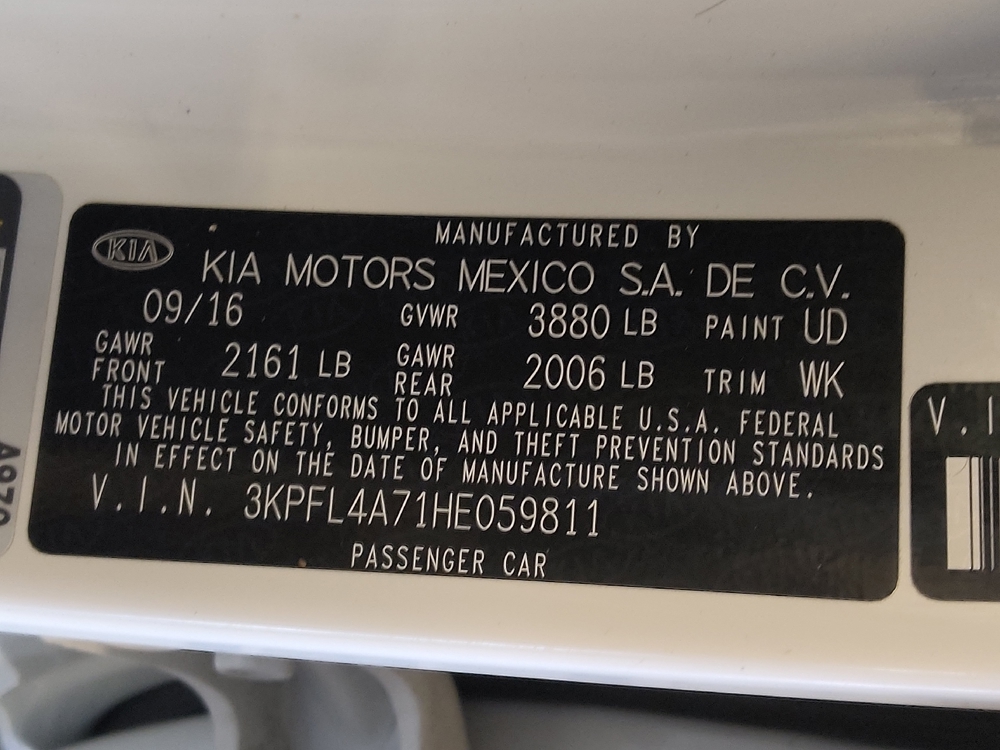 MANUFACTURED BY
KIA
KIA MOTORS MEXICO S.A. DE C.V.
09/16 GVWR 3880 LB PAINT UD
GAWR FRONT 2161 LB GAWR REAR 2006 LB TRIM WK
THIS VEHICLE CONFORMS TO ALL APPLICABLE U.S.A. FEDERAL
MOTOR VEHICLE SAFETY, BUMPER, AND THEFT PREVENTION STANDARDS
IN EFFECT ON THE DATE OF MANUFACTURE SHOWN ABOVE.
V.I.N. 3KPFL4A71HE059811
PASSENGER CAR
V.I